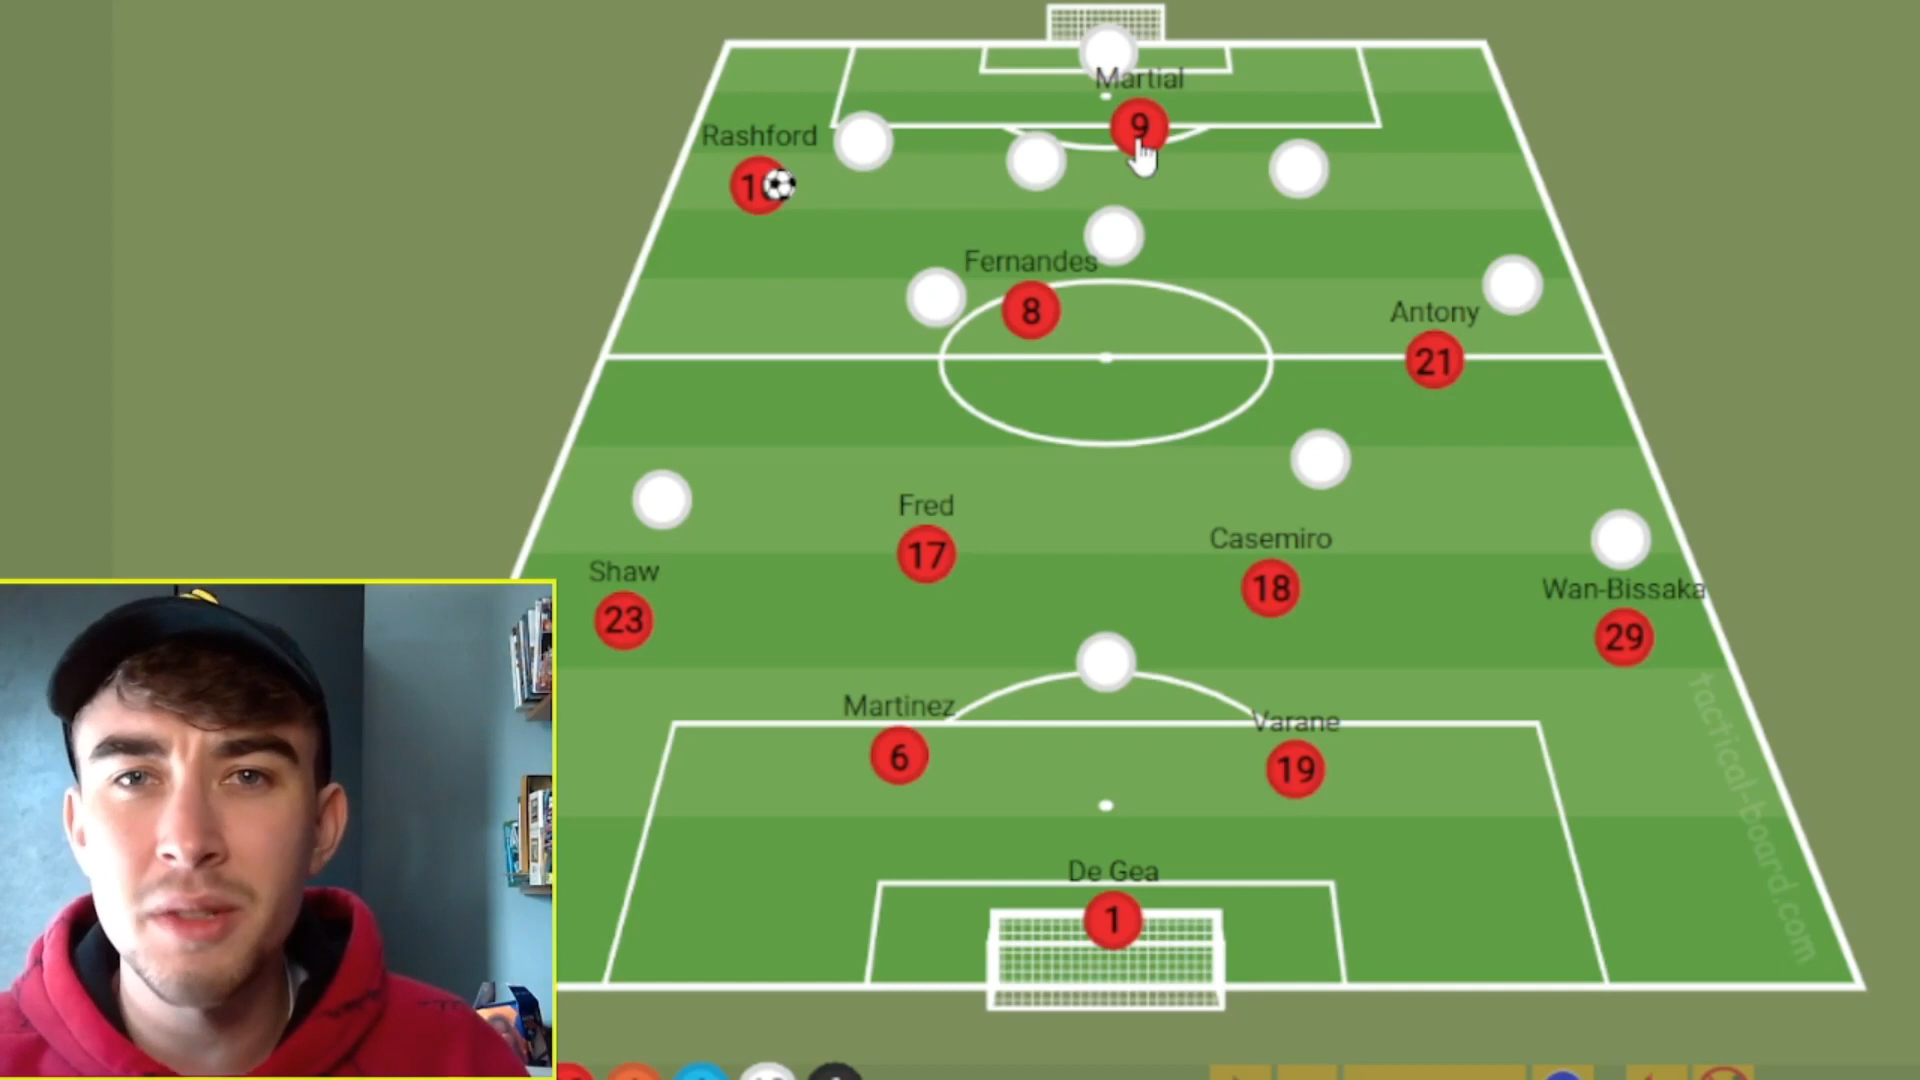 Martial
9
Rashford
Fernandes
8
Antony
21
Fred
17
Casemiro
18
Shaw
23
Wan-Bissaka
29
Martinez
6
Varane
19
De Gea
1
tactical-board.com